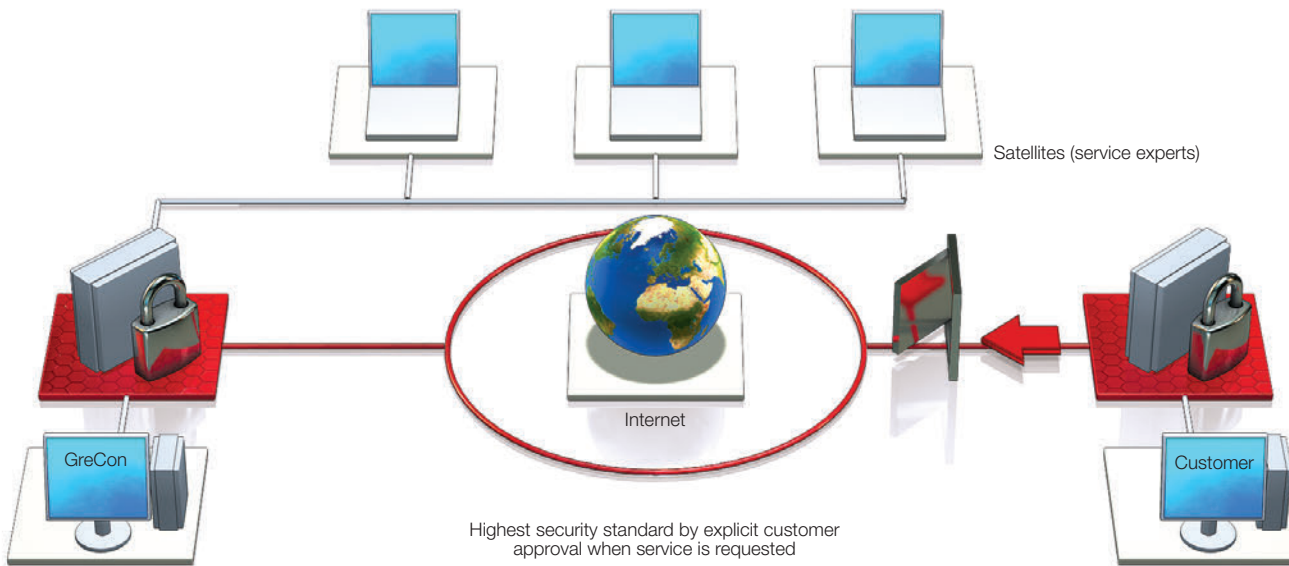 Satellites (service experts)
Internet
GreCon
Customer
Highest security standard by explicit customer
approval when service is requested